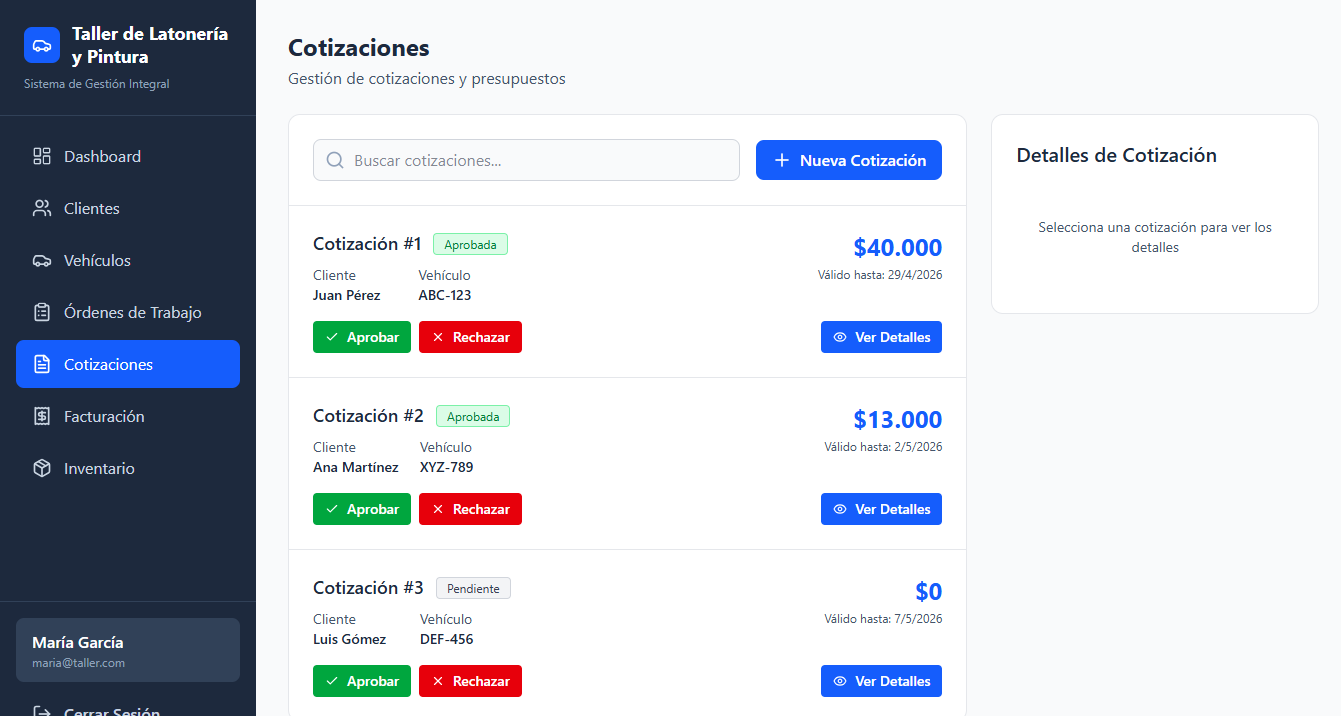 Taller de Latonería
y Pintura
Sistema de Gestión Integral
Dashboard
Clientes
Vehículos
Órdenes de Trabajo
Cotizaciones
Facturación
Inventario
María García
maria@taller.com
Cerrar Sesión
Cotizaciones
Gestión de cotizaciones y presupuestos
Buscar cotizaciones...
Nueva Cotización
Cotización #1 Aprobada
$40.000
Cliente Vehículo
Válido hasta: 29/4/2026
Juan Pérez ABC-123
Aprobar Rechazar Ver Detalles
Cotización #2 Aprobada
$13.000
Cliente Vehículo
Válido hasta: 2/5/2026
Ana Martínez XYZ-789
Aprobar Rechazar Ver Detalles
Cotización #3 Pendiente
$0
Cliente Vehículo
Válido hasta: 7/5/2026
Luis Gómez DEF-456
Aprobar Rechazar Ver Detalles
Detalles de Cotización
Selecciona una cotización para ver los
detalles